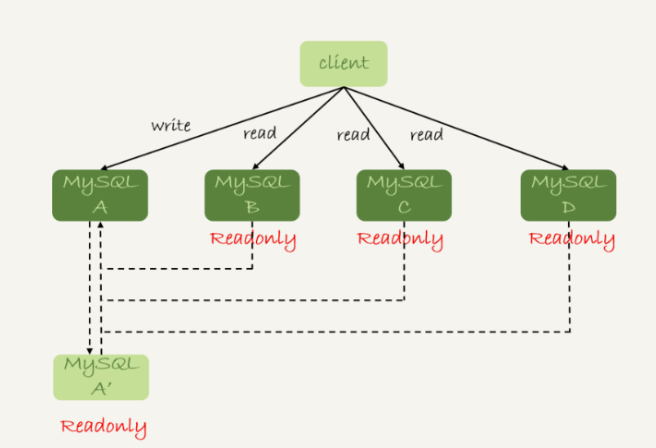 client
write
read
read
read
MySQL
A
MySQL
B
MySQL
C
MySQL
D
Readonly
Readonly
Readonly
MySQL
A'
Readonly